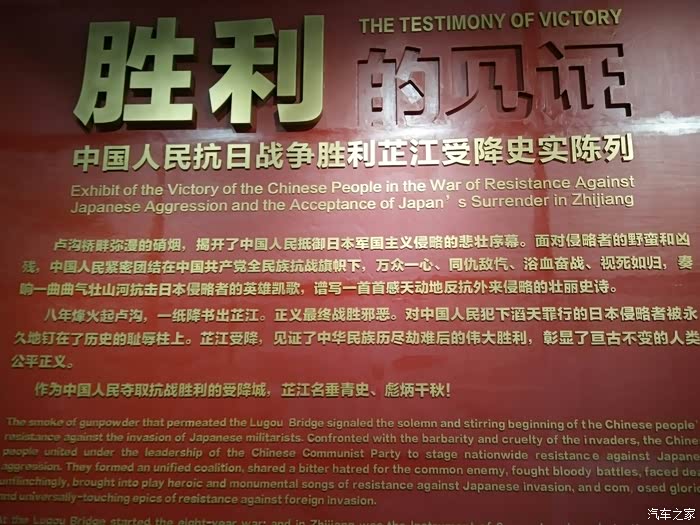 THE TESTIMONY OF VICTORY
胜利的见证
中国人民抗日战争胜利芷江受降史实陈列
Exhibit of the Victory of the Chinese People in the War of Resistance Against
Japanese Aggression and the Acceptance of Japan's Surrender in Zhijiang
卢沟桥畔弥漫的硝烟，揭开了中国人民抵御日本军国主义侵略的悲壮序幕。面对侵略者的野蛮和凶
残，中国人民紧密团结在中国共产党全民族抗战旗帜下，万众一心、同仇敌忾、浴血奋战、视死如归，奏
响一曲曲气壮山河抗击日本侵略者的英雄凯歌，谱写一首首感天动地反抗外来侵略的壮丽史诗。
八年烽火起卢沟，一纸降书出芷江。正义最终战胜邪恶。对中国人民犯下滔天罪行的日本侵略者被永
久地钉在了历史的耻辱柱上。芷江受降，见证了中华民族历尽劫难后的伟大胜利，彰显了亘古不变的人类
公平正义。
作为中国人民夺取抗战胜利的受降城，芷江名垂青史、彪炳千秋！
The smoke of gunpowder that permeated the Lugou Bridge signaled the solemn and stirring beginning of the Chinese people'
resistance against the invasion of Japanese militarists. Confronted with the barbarity and cruelty of the invaders, the Chine
people united under the leadership of the Chinese Communist Party to stage nationwide resistance against Japane
aggression. They formed an unified coalition, shared a bitter hatred for the common enemy, fought bloody battles, faced de
unflinchingly, brought into play heroic and monumental songs of resistance against Japanese invasion, and com osed glorio
and universally-touching epics of resistance against foreign invasion.
at the Lugou Bridge started the eight-year war; and in Zhijiang was the
汽车之家